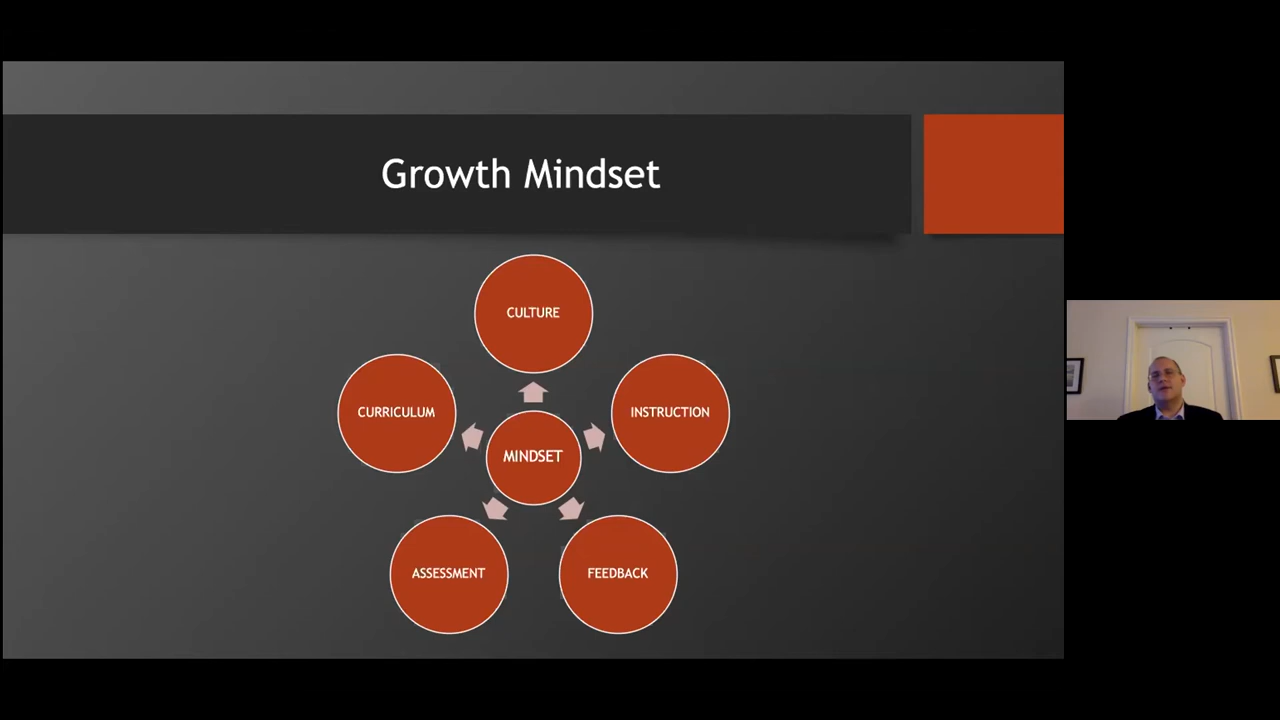 Growth Mindset
CULTURE
CURRICULUM
INSTRUCTION
MINDSET
ASSESSMENT
FEEDBACK